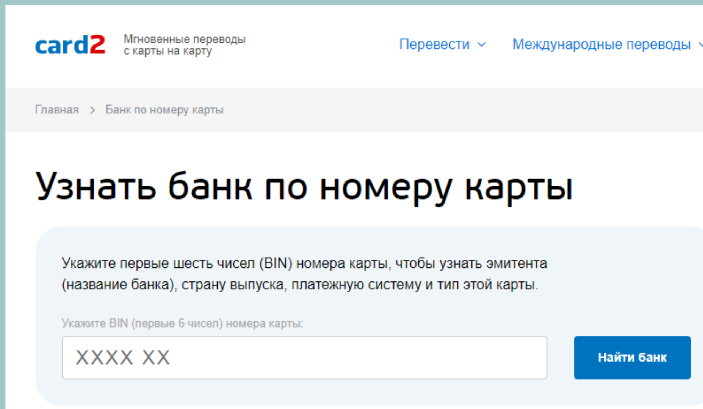 card2
Мгновенные переводы
с карты на карту
Перевести
Международные переводы
Главная > Банк по номеру карты
Узнать банк по номеру карты
Укажите первые шесть чисел (BIN) номера карты, чтобы узнать эмитента
(название банка), страну выпуска, платежную систему и тип этой карты.
Укажите BIN (первые 6 чисел) номера карты:
XXXX XX
Найти банк